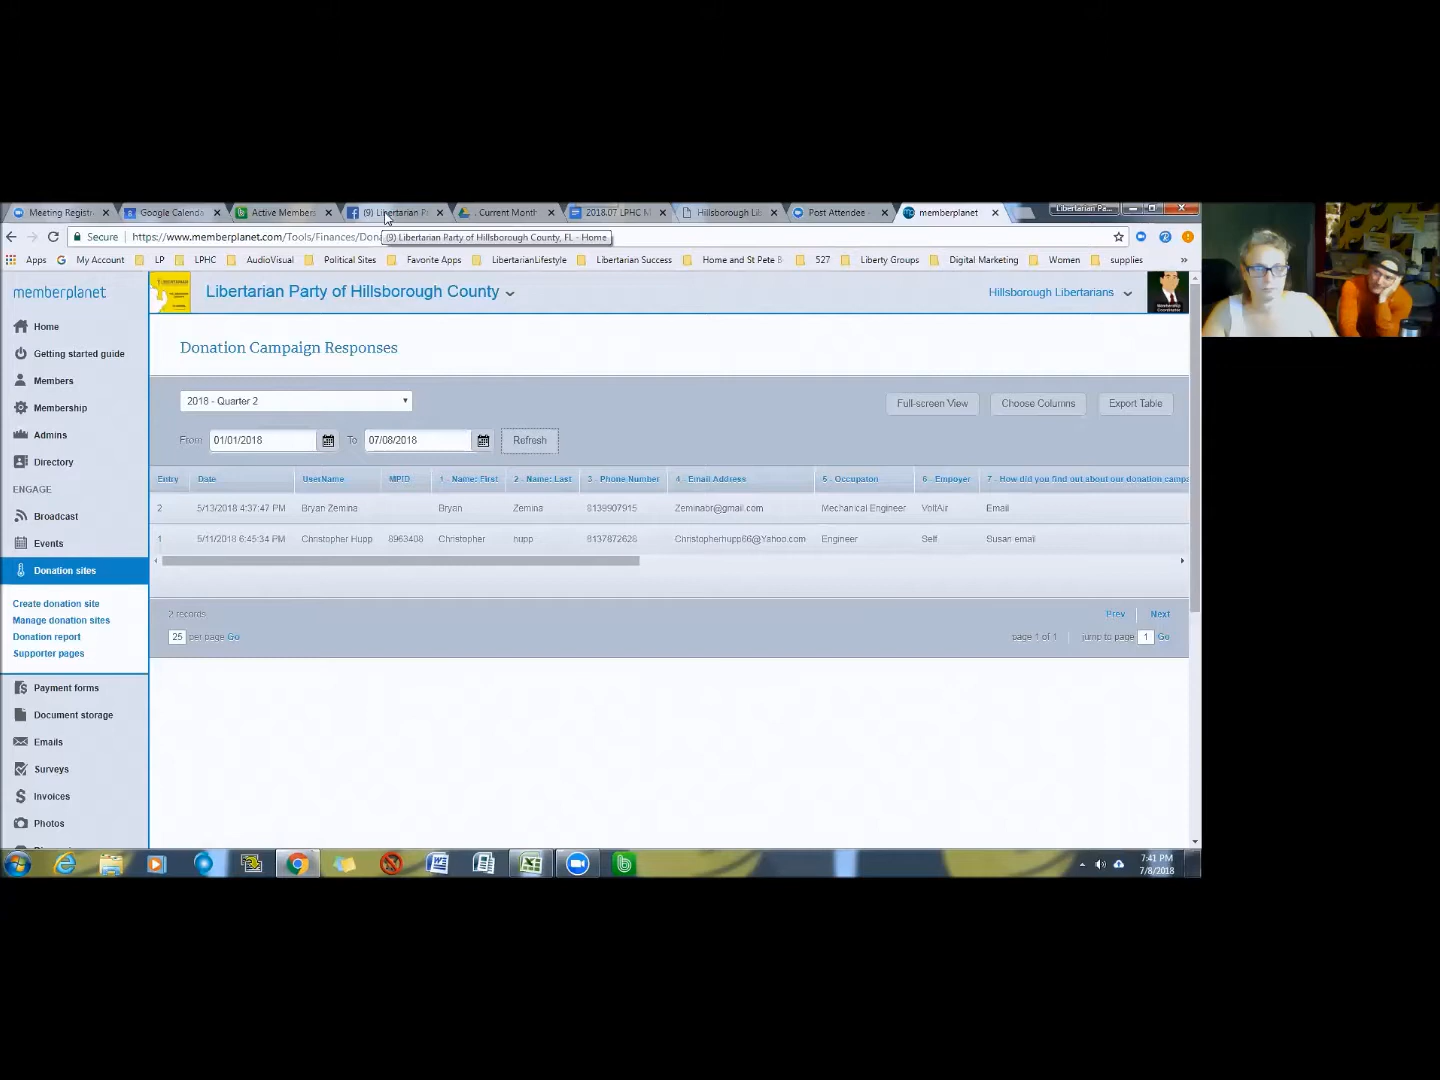 Meeting Registr
Google Calenda
Active Members
(9) Libertarian P
Current Month
2018.07 LPHC M
Hillsborough Lib
Post Attendee -
memberplanet
Libertarian Pa...
Secure
https://www.memberplanet.com/Tools/Finances/Dona
(9) Libertarian Party of Hillsborough County, FL - Home
Apps
My Account
LP
LPHC
AudioVisual
Political Sites
Favorite Apps
LibertarianLifestyle
Libertarian Success
Home and St Pete B
527
Liberty Groups
Digital Marketing
Women
supplies
»
memberplanet
Libertarian Party of Hillsborough County
Hillsborough Libertarians
Home
Getting started guide
Members
Membership
Admins
Directory
ENGAGE
Broadcast
Events
Donation sites
Create donation site
Manage donation sites
Donation report
Supporter pages
Payment forms
Document storage
Emails
Surveys
Invoices
Photos
Donation Campaign Responses
2018 - Quarter 2
Full-screen View
Choose Columns
Export Table
From 01/01/2018 To 07/08/2018 Refresh
Entry Date UserName MPID 1 - Name: First 2 - Name: Last 3 - Phone Number 4 - Email Address 5 - Occupaton 6 - Empoyer 7 - How did you find out about our donation campa
2 5/13/2018 4:37:47 PM Bryan Zemina Bryan Zemina 8139907915 Zeminabr@gmail.com Mechanical Engineer VoltAir Email
1 5/11/2018 6:45:34 PM Christopher Hupp 8963408 Christopher hupp 8137872628 Christopherhupp66@Yahoo.com Engineer Self Susan email
2 records
Prev Next
25 per page Go
page 1 of 1 jump to page 1 Go
7:41 PM
7/8/2018